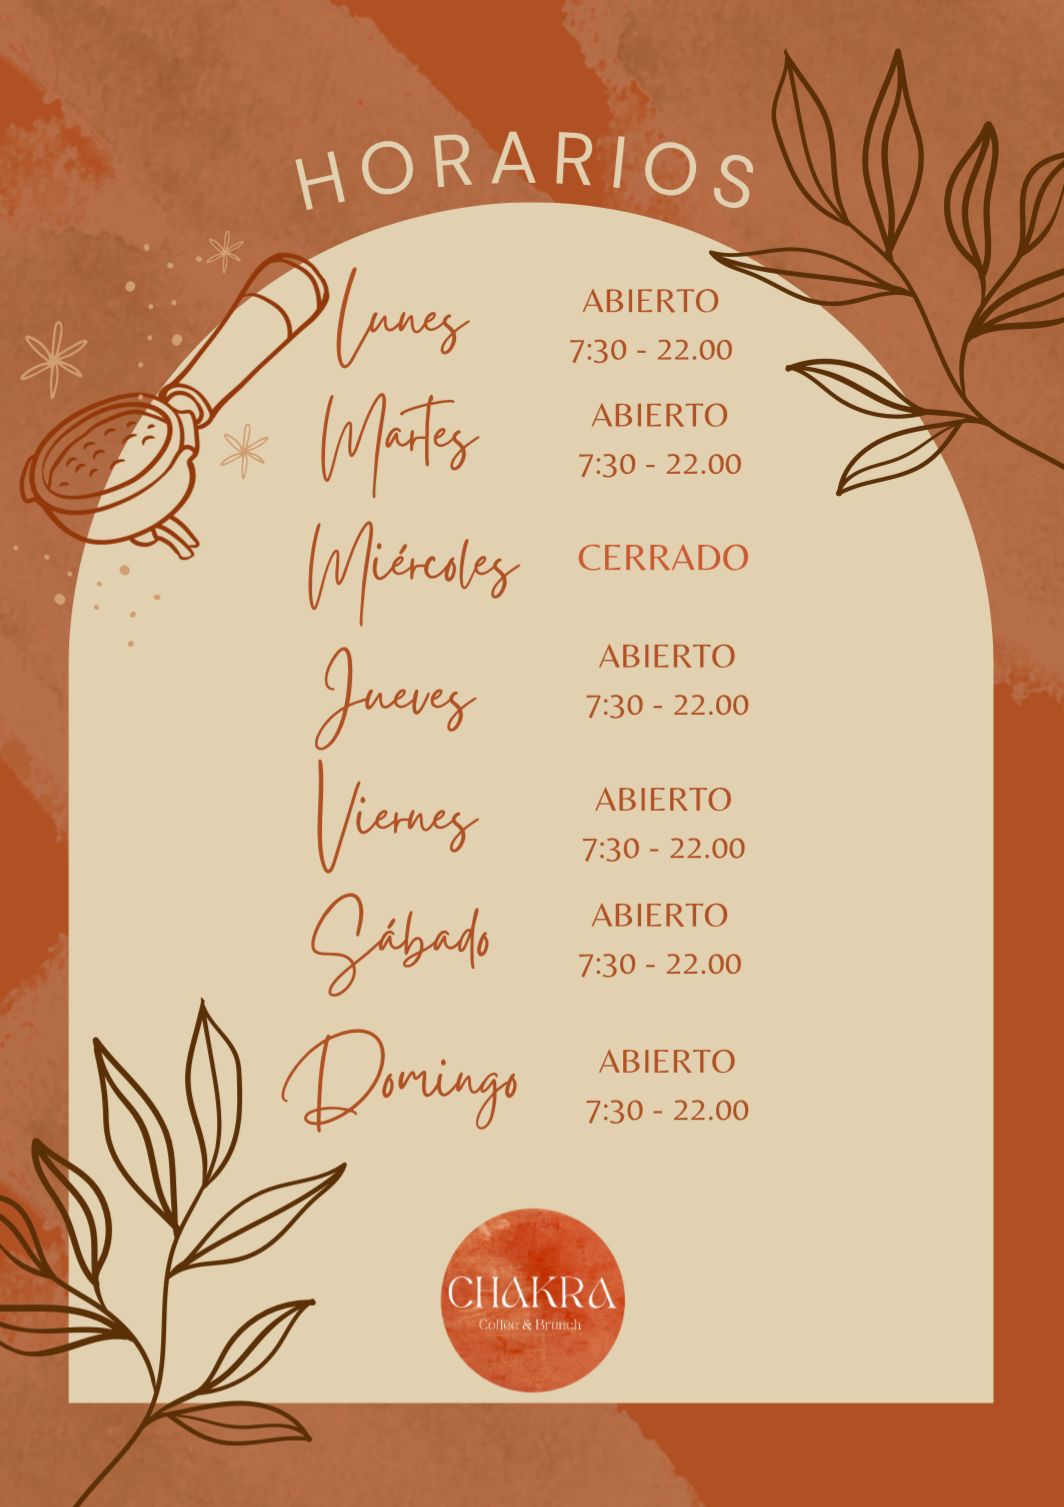 HORARIOS
Lunes
ABIERTO
7:30 - 22.00
Martes
ABIERTO
7:30 - 22.00
Miércoles
CERRADO
Jueves
ABIERTO
7:30 - 22.00
Viernes
ABIERTO
7:30 - 22.00
Sábado
ABIERTO
7:30 - 22.00
Domingo
ABIERTO
7:30 - 22.00
CHAKRA
Coffee & Brunch